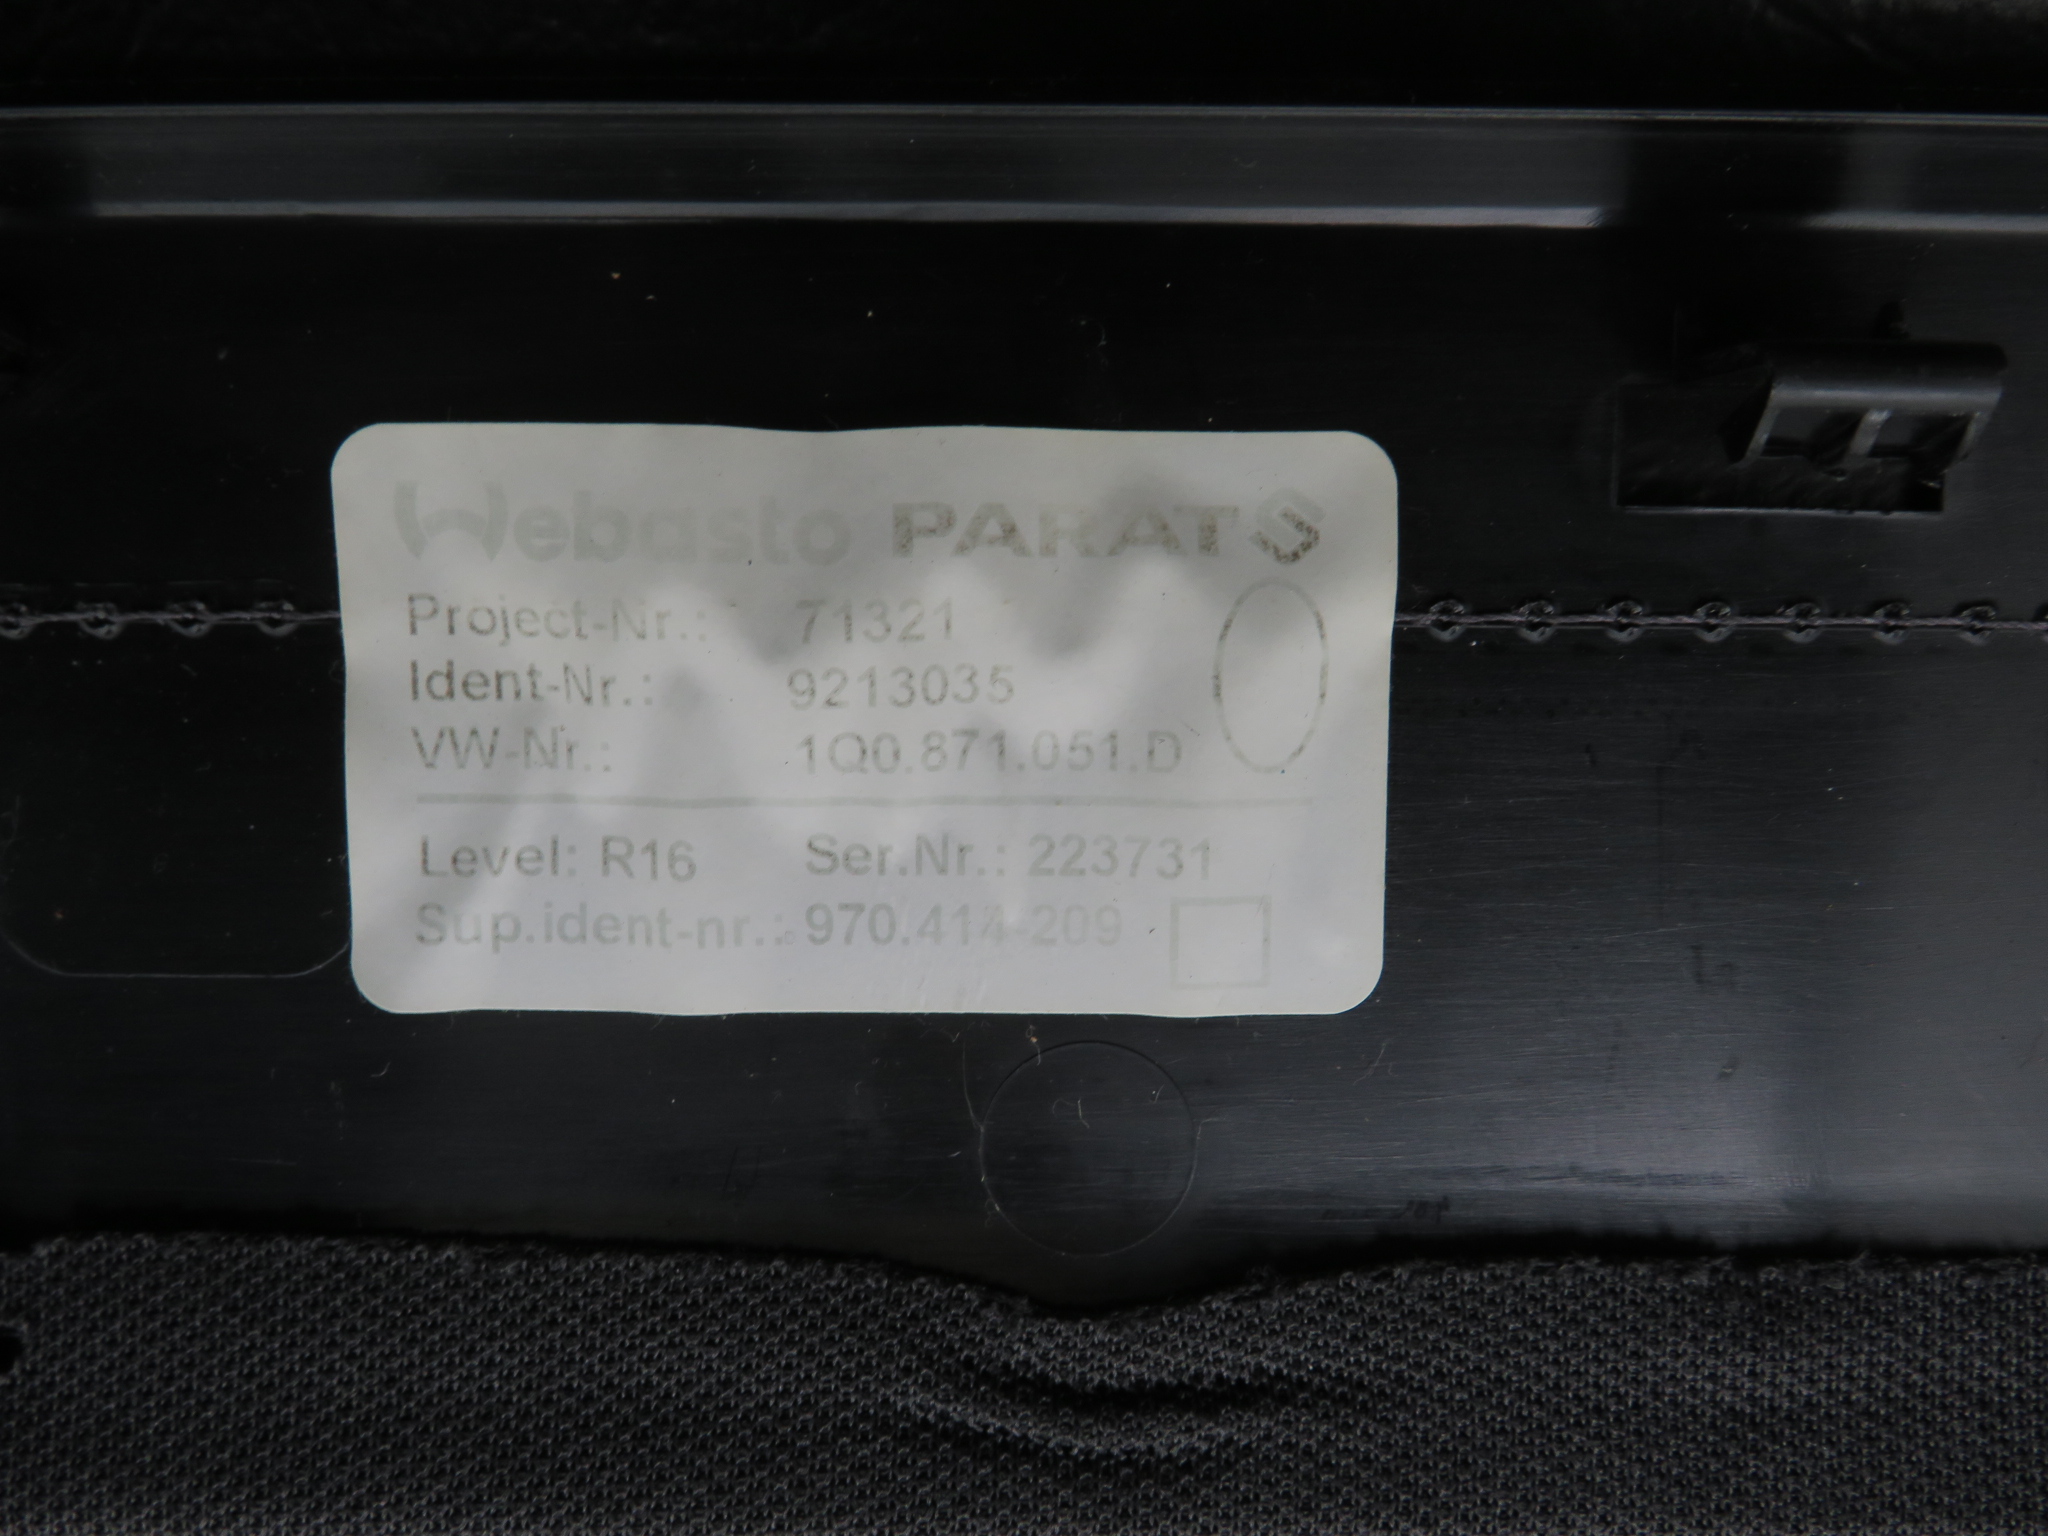 Webasto PARAT
Project-Nr.: 71321
Ident-Nr.: 9213035
VW-Nr.: 1Q0.871.051.D
Level: R16 Ser.Nr.: 223731
Sup.ident-nr.: 970.414-209